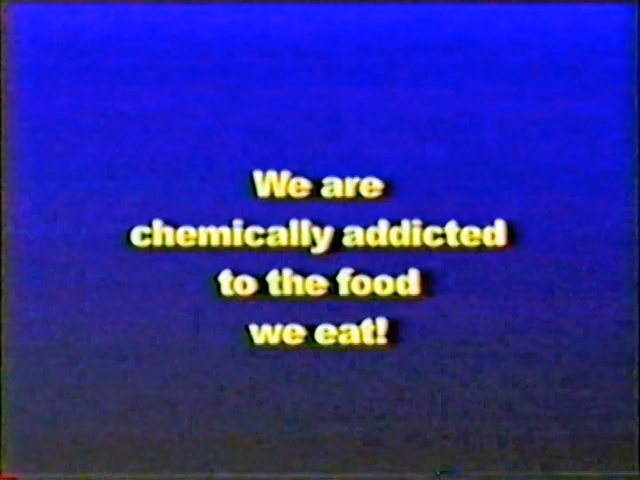 We are
chemically addicted
to the food
we eat!